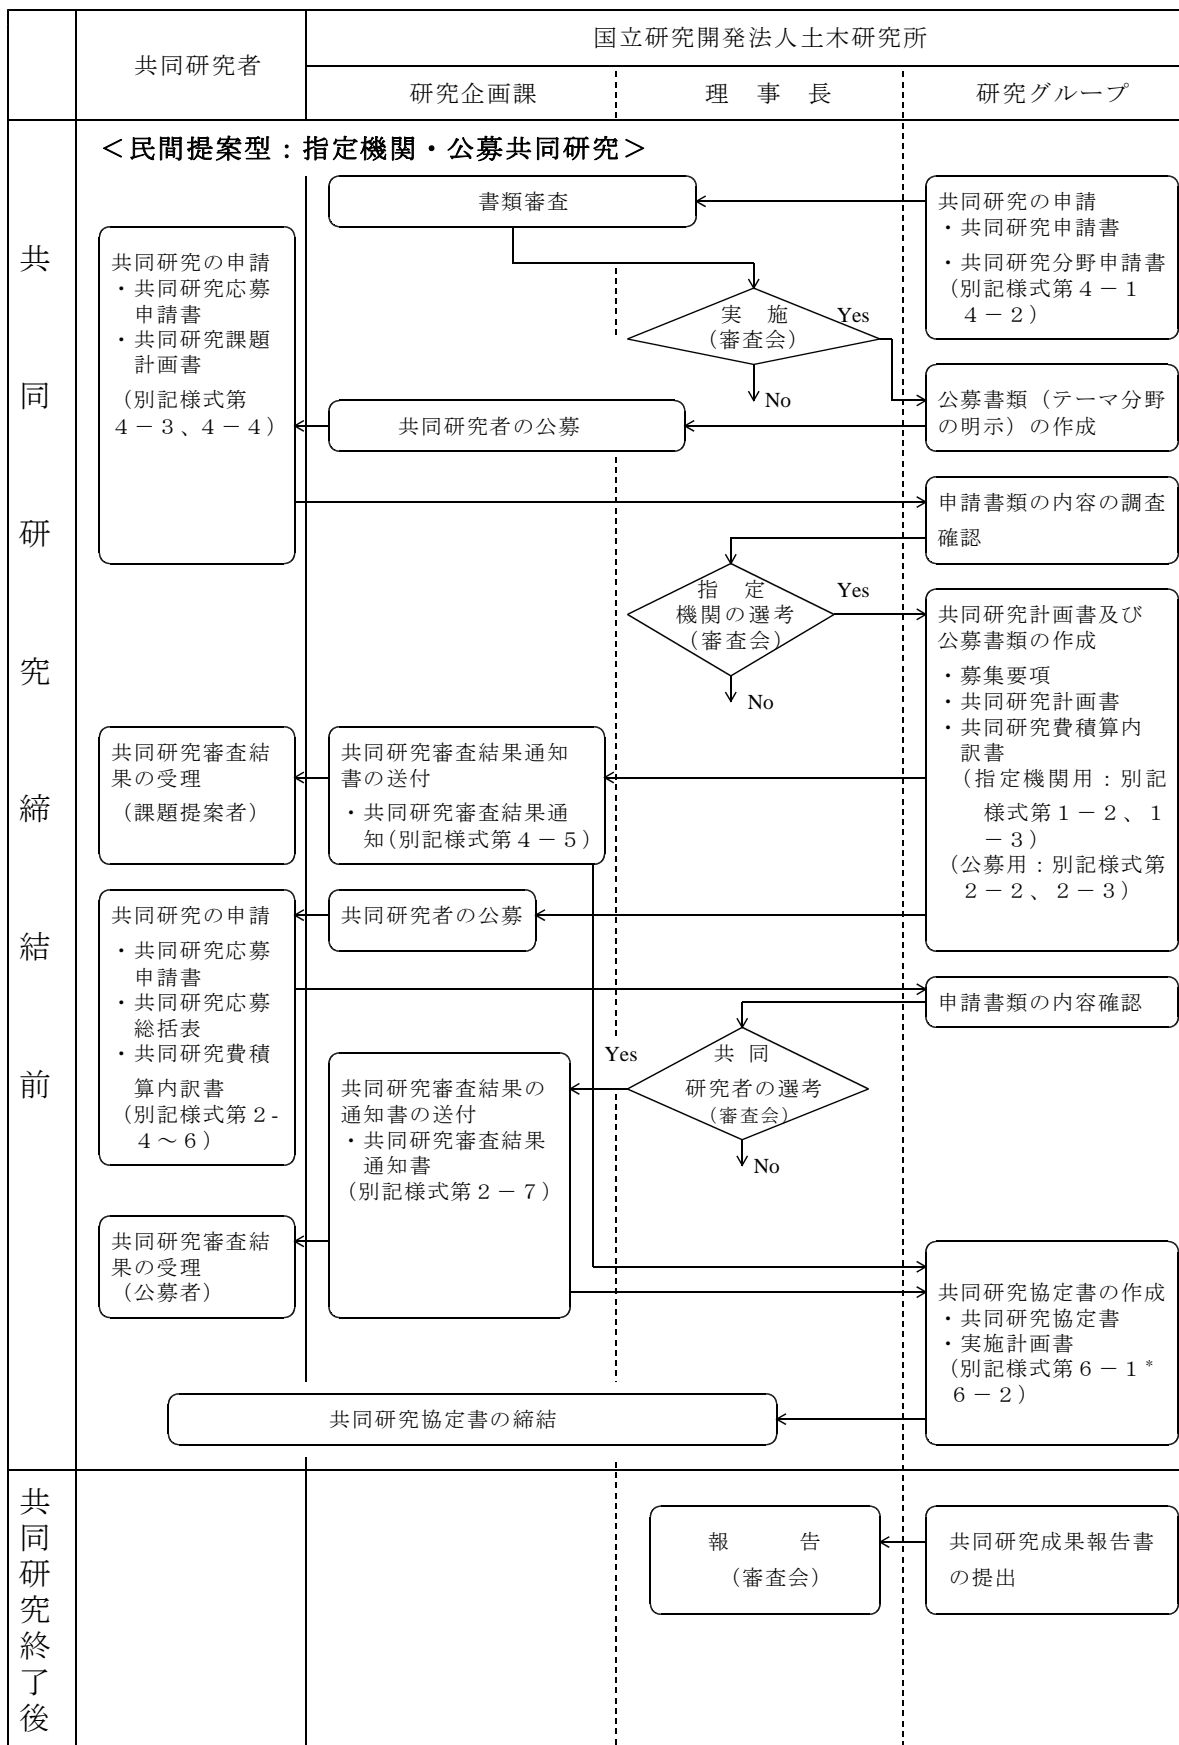 共同研究者
国立研究開発法人土木研究所
研究企画課
理　事　長
研究グループ
共同研究締結前
＜民間提案型：指定機関・公募共同研究＞
書類審査
共同研究の申請
・共同研究申請書
・共同研究分野申請書
（別記様式第４－１
４－２）
共同研究の申請
・共同研究応募
申請書
・共同研究課題
計画書
（別記様式第
４－３、４－４）
実　施
（審査会）
Yes
No
公募書類（テーマ分野
の明示）の作成
共同研究者の公募
申請書類の内容の調査
確認
指　定
機関の選考
（審査会）
Yes
No
共同研究計画書及び
公募書類の作成
・募集要項
・共同研究計画書
・共同研究費積算内
訳書
（指定機関用：別記
様式第１－２、１
－３）
（公募用：別記様式第
２－２、２－３）
共同研究審査結
果の受理
（課題提案者）
共同研究審査結果通知
書の送付
・共同研究審査結果通
知（別記様式第４－５）
共同研究の申請
・共同研究応募
申請書
・共同研究応募
総括表
・共同研究費積
算内訳書
（別記様式第２-
４～６）
共同研究者の公募
申請書類の内容確認
共　同
研究者の選考
（審査会）
Yes
No
共同研究審査結果の
通知書の送付
・共同研究審査結果
通知書
（別記様式第２－７）
共同研究審査結
果の受理
（公募者）
共同研究協定書の作成
・共同研究協定書
・実施計画書
（別記様式第６－１*
６－２）
共同研究協定書の締結
共同研究終了後
報　　告
（審査会）
共同研究成果報告書
の提出